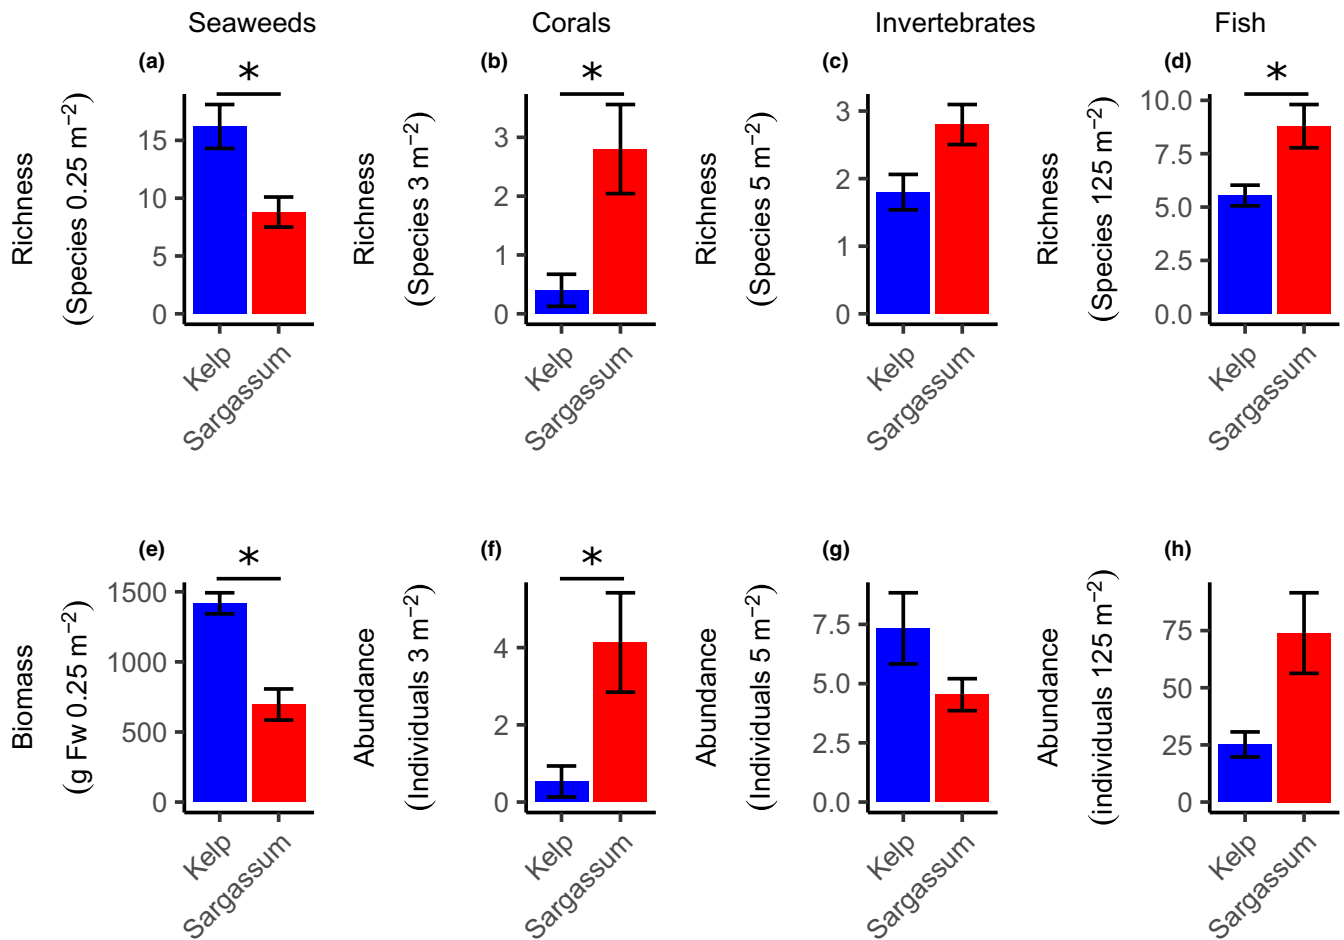 Seaweeds
Corals
Invertebrates
Fish
(a)
*
Richness
(Species 0.25 m−2)
15
10
5
0
Kelp
Sargassum
(b)
*
Richness
(Species 3 m−2)
3
2
1
0
Kelp
Sargassum
(c)
Richness
(Species 5 m−2)
3
2
1
0
Kelp
Sargassum
(d)
*
Richness
(Species 125 m−2)
10.0
7.5
5.0
2.5
0.0
Kelp
Sargassum
(e)
*
Biomass
(g Fw 0.25 m−2)
1500
1000
500
0
Kelp
Sargassum
(f)
*
Abundance
(Individuals 3 m−2)
4
2
0
Kelp
Sargassum
(g)
Abundance
(Individuals 5 m−2)
7.5
5.0
2.5
0.0
Kelp
Sargassum
(h)
Abundance
(individuals 125 m−2)
75
50
25
0
Kelp
Sargassum